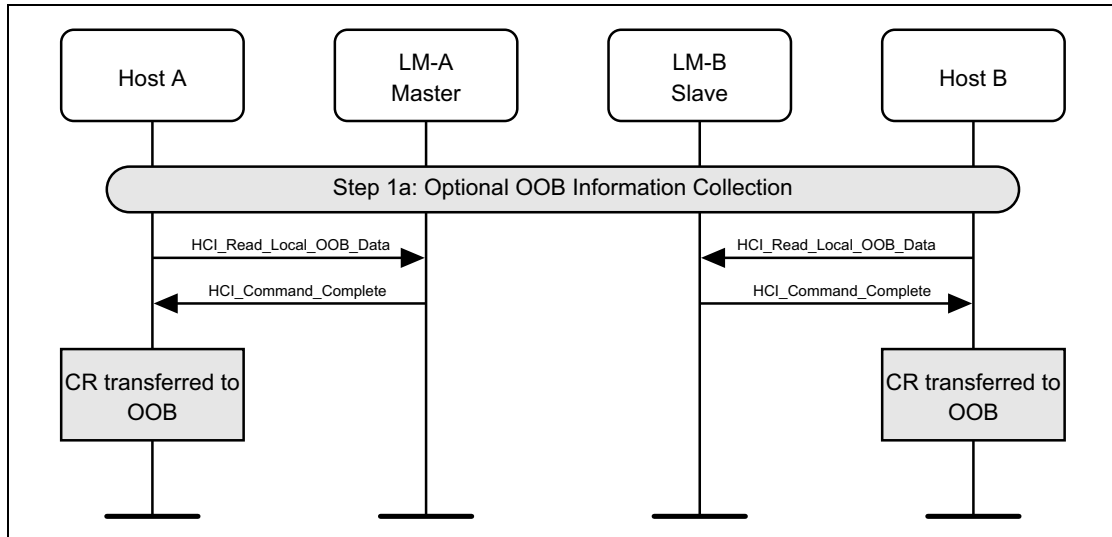 Host A
LM-A
Master
LM-B
Slave
Host B
Step 1a: Optional OOB Information Collection
HCI_Read_Local_OOB_Data
HCI_Read_Local_OOB_Data
HCI_Command_Complete
HCI_Command_Complete
CR transferred to
OOB
CR transferred to
OOB